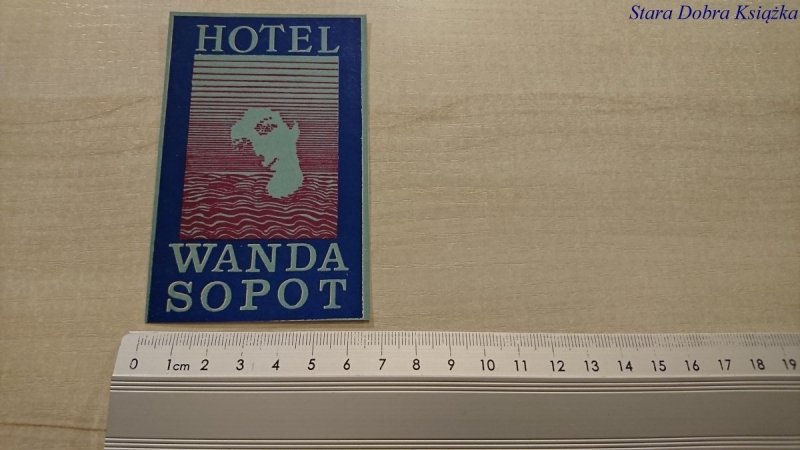 Stara Dobra Książka
HOTEL
WANDA
SOPOT
0 1cm 2 3 4 5 6 7 8 9 10 11 12 13 14 15 16 17 18 19